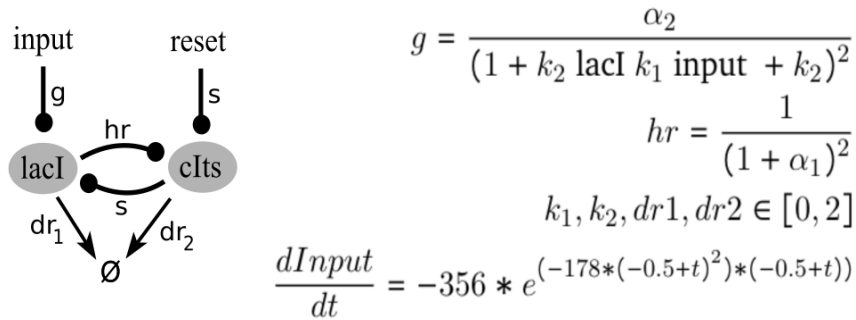 input reset
g s
hr
lacI cIts
s
dr₁ dr₂
Ø
g = α₂ / (1 + k₂ lacI k₁ input + k₂)²
hr = 1 / (1 + α₁)²
k₁, k₂, dr1, dr2 ∈ [0, 2]
dInput / dt = −356 * e^(−178*(−0.5+t)²)*(−0.5+t))